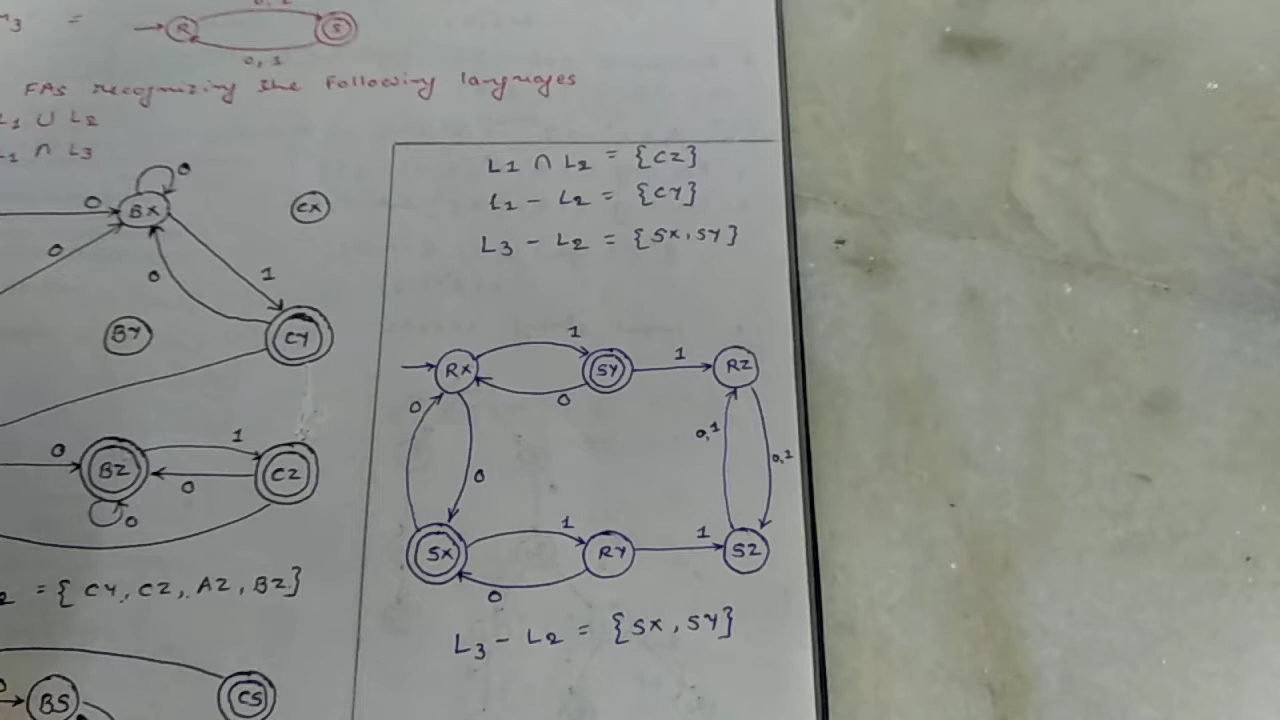 =
R S
0, 1
FAs recognizing the Following languages
L1 U L2
L1 ∩ L3
0 BX 0 CX
0 0 1
BY CY
0 BZ 1 CZ
0 0
= {CY, CZ, AZ, BZ}
BS CS
L1 ∩ L2 = {CZ}
L1 - L2 = {CY}
L3 - L2 = {SX, SY}
RX 1 SY 1 RZ
0 0
0 0,1 0,1
SX 1 RY 1 SZ
0
L3 - L2 = {SX, SY}